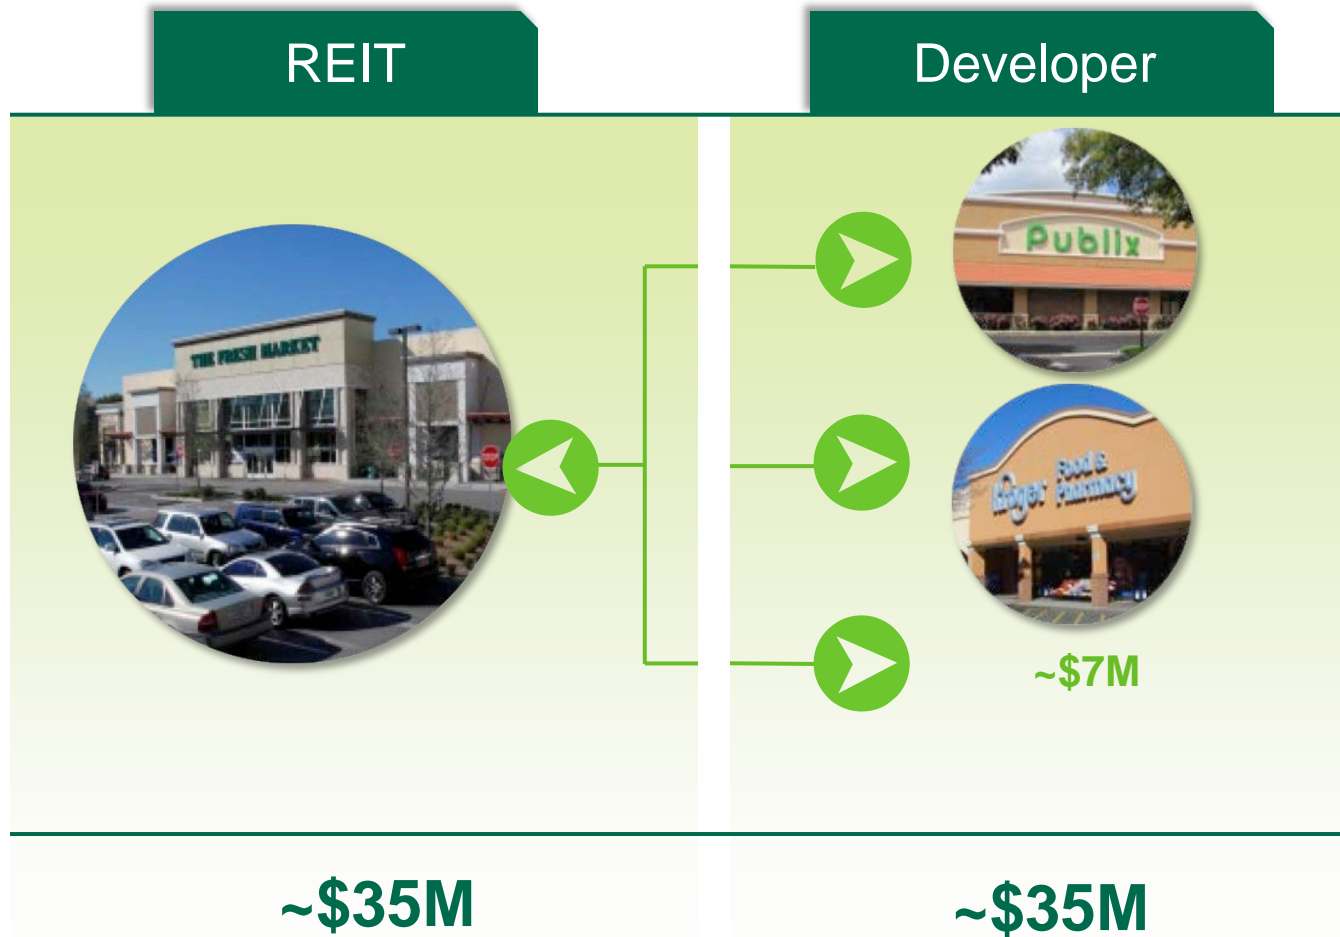 REIT
Developer
Publix
THE FRESH MARKET
Kroger Food &
Pharmacy
~$7M
~$35M
~$35M